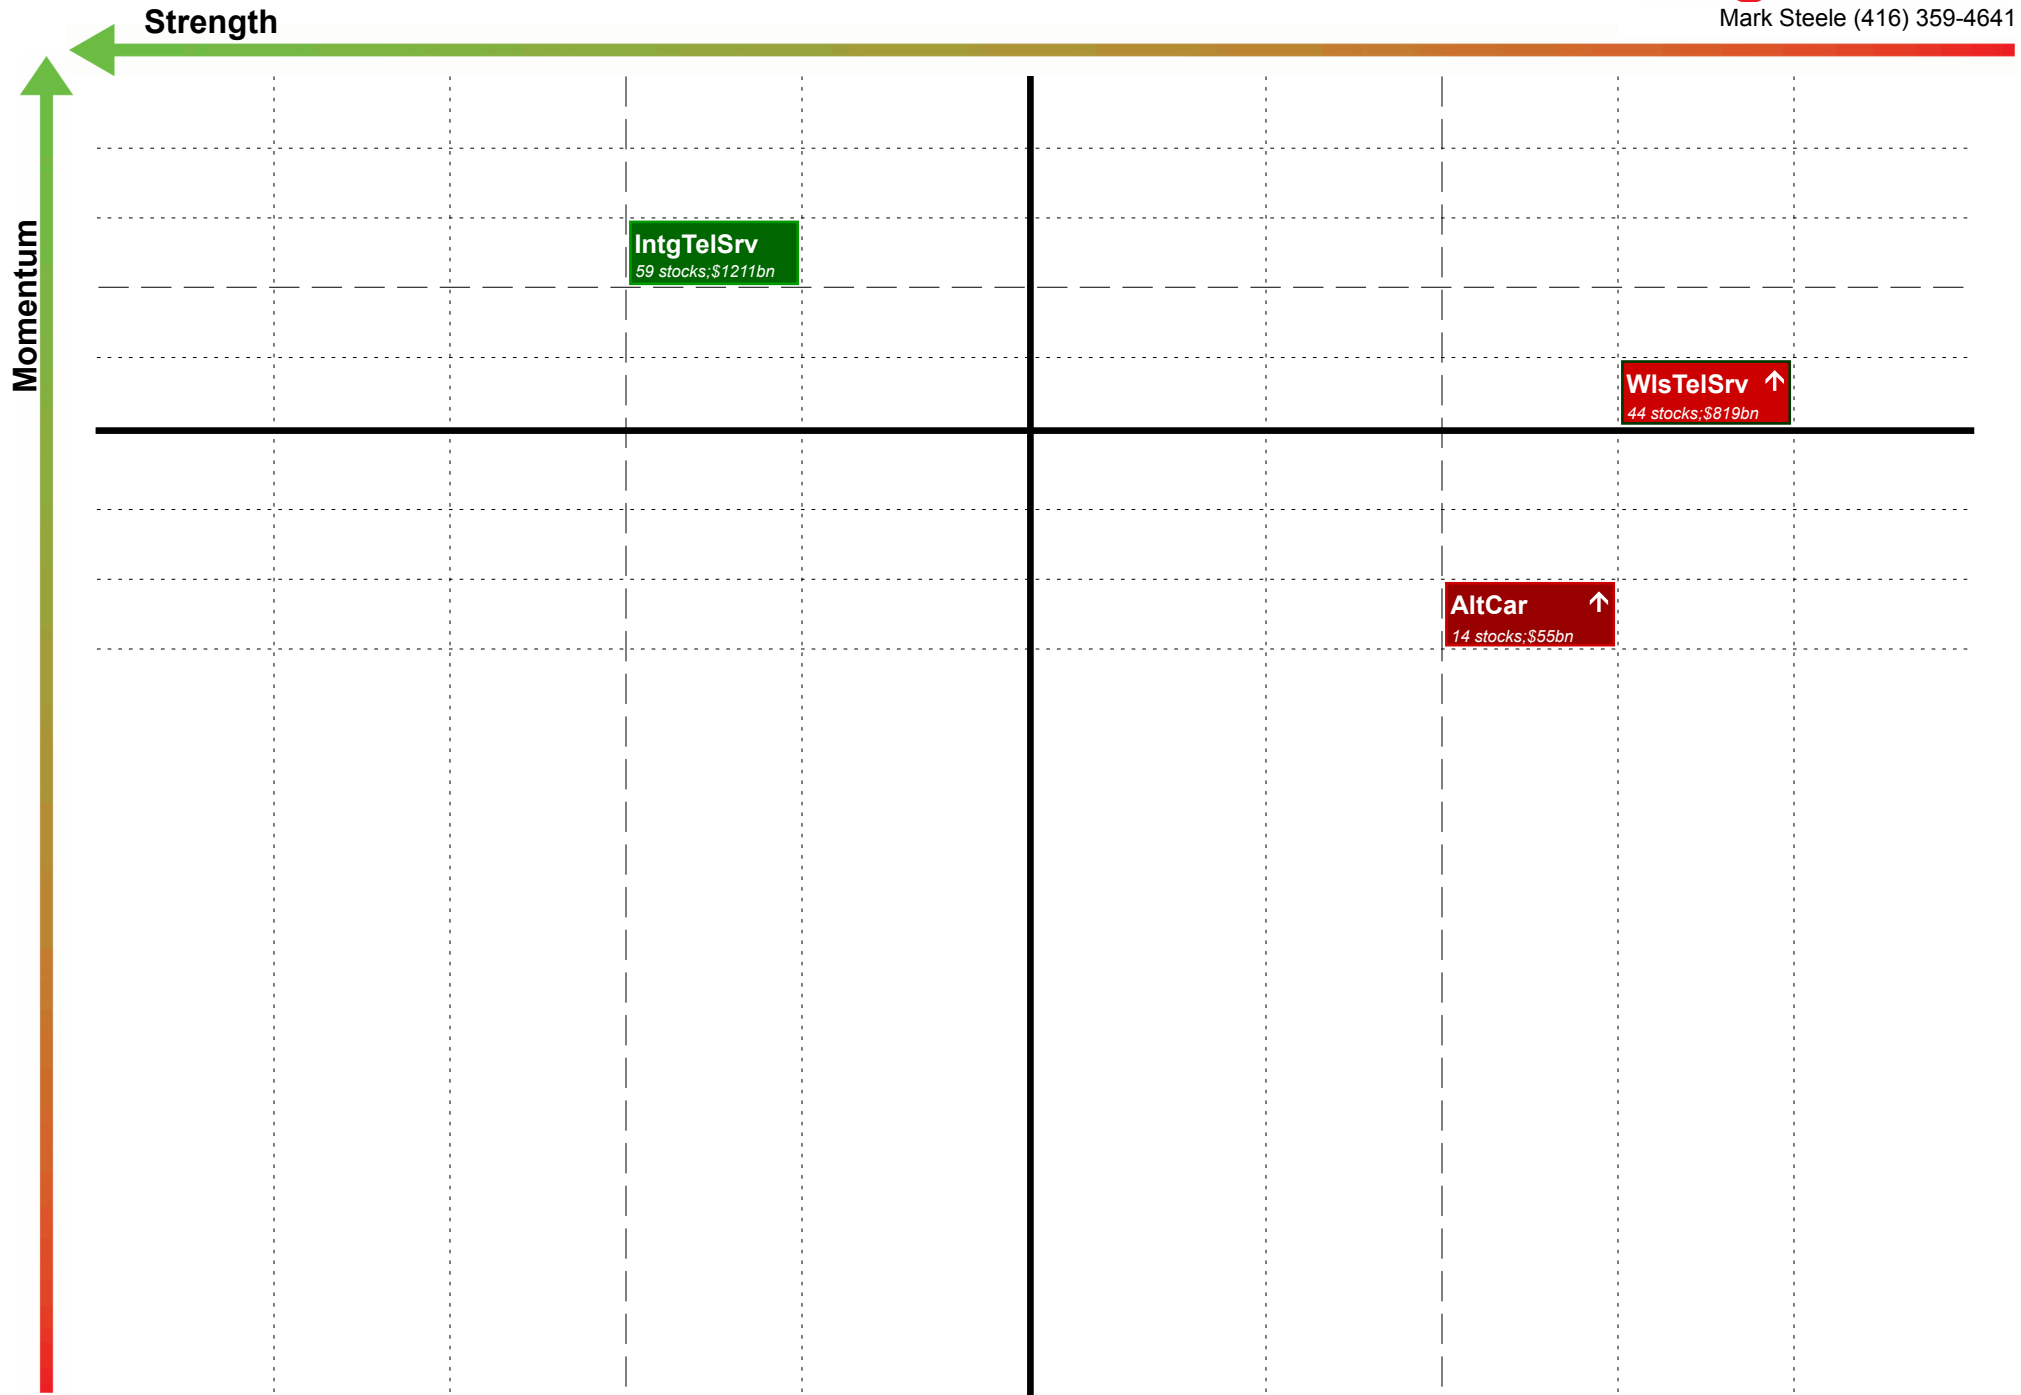 Strength
Mark Steele (416) 359-4641
Momentum
IntgTelSrv
59 stocks;$1211bn
WlsTelSrv ↑
44 stocks;$819bn
AltCar ↑
14 stocks;$55bn